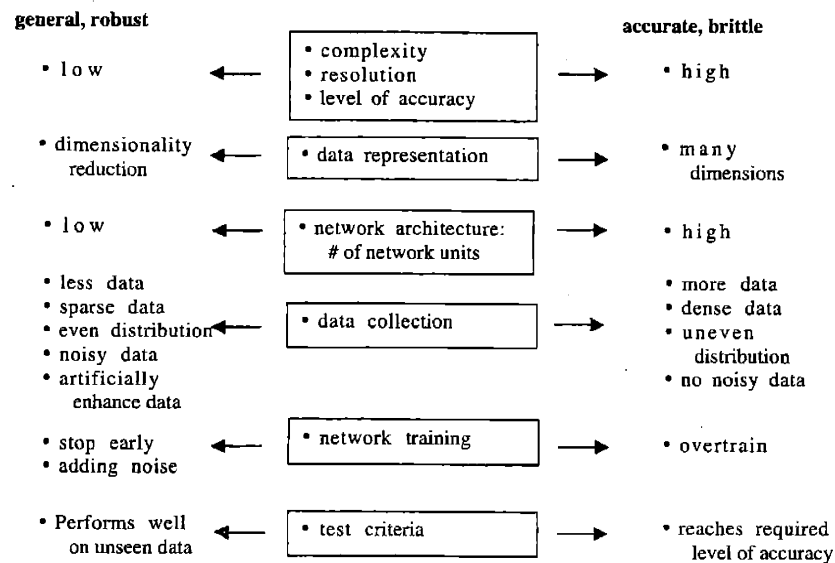 general, robust
accurate, brittle
• low
• complexity
• resolution
• level of accuracy
• high
• dimensionality
reduction
• data representation
• many
dimensions
• low
• network architecture:
# of network units
• high
• less data
• sparse data
• even distribution
• noisy data
• artificially
enhance data
• data collection
• more data
• dense data
• uneven
distribution
• no noisy data
• stop early
• adding noise
• network training
• overtrain
• Performs well
on unseen data
• test criteria
• reaches required
level of accuracy